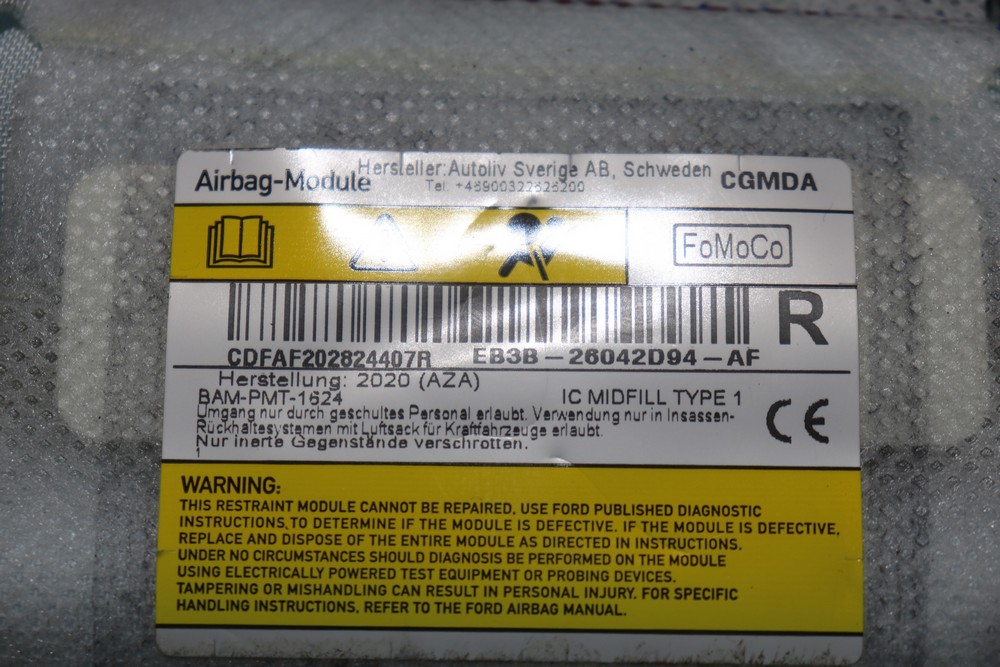 Airbag-Module Hersteller: Autoliv Sverige AB, Schweden CGMDA
Tel.
FoMoCo
R
CDFAF202824407R EB3B-26042D94-AF
Herstellung: 2020 (AZA)
BAM-PMT-1624 IC MIDFILL TYPE 1
Umgang nur durch geschultes Personal erlaubt. Verwendung nur in Insassen-
Rückhaltesystemen mit Luftsack für Kraftfahrzeuge erlaubt.
Nur inerte Gegenstände verschrotten.
1
CE
WARNING:
THIS RESTRAINT MODULE CANNOT BE REPAIRED. USE FORD PUBLISHED DIAGNOSTIC
INSTRUCTIONS, TO DETERMINE IF THE MODULE IS DEFECTIVE. IF THE MODULE IS DEFECTIVE,
REPLACE AND DISPOSE OF THE ENTIRE MODULE AS DIRECTED IN INSTRUCTIONS.
UNDER NO CIRCUMSTANCES SHOULD DIAGNOSIS BE PERFORMED ON THE MODULE
USING ELECTRICALLY POWERED TEST EQUIPMENT OR PROBING DEVICES.
TAMPERING OR MISHANDLING CAN RESULT IN PERSONAL INJURY. FOR SPECIFIC
HANDLING INSTRUCTIONS. REFER TO THE FORD AIRBAG MANUAL.